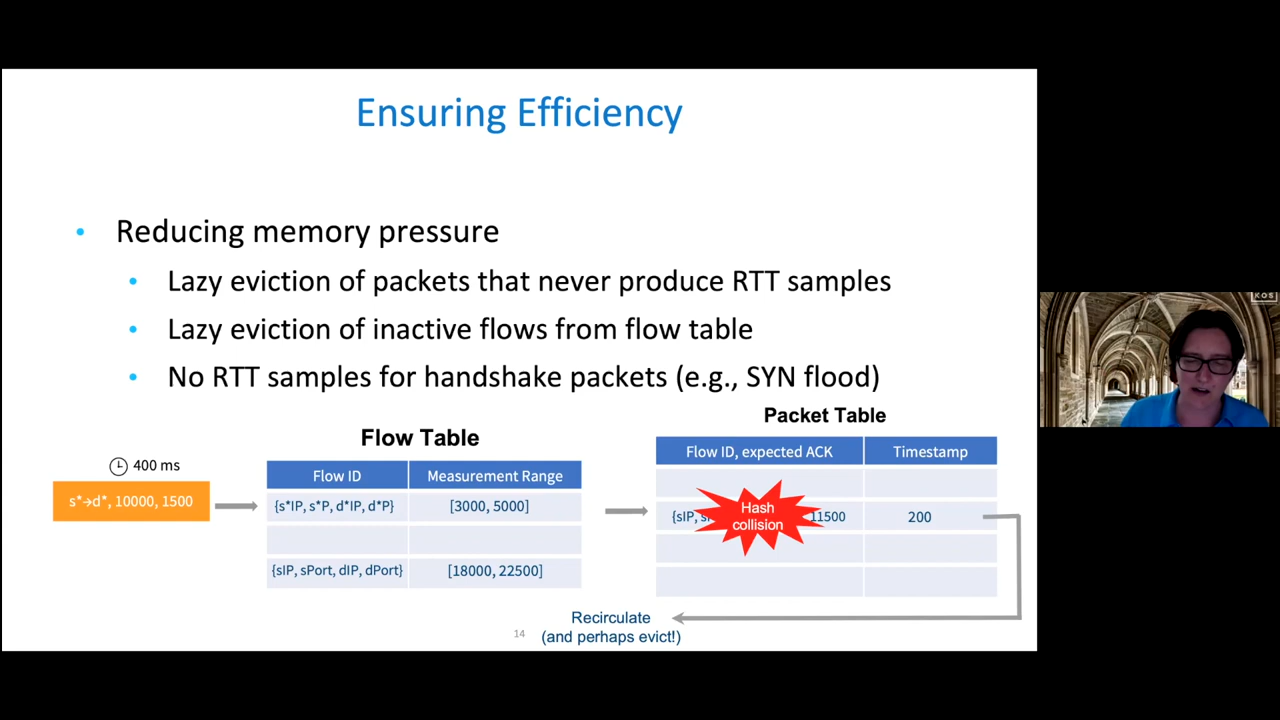 Ensuring Efficiency
• Reducing memory pressure
• Lazy eviction of packets that never produce RTT samples
• Lazy eviction of inactive flows from flow table
• No RTT samples for handshake packets (e.g., SYN flood)
400 ms
s*→d*, 10000, 1500
Flow Table
Flow ID Measurement Range
{s*IP, s*P, d*IP, d*P} [3000, 5000]
{sIP, sPort, dIP, dPort} [18000, 22500]
Packet Table
Flow ID, expected ACK Timestamp
{sIP, 11500 200
Hash
collision
Recirculate
(and perhaps evict!)
14
KOS